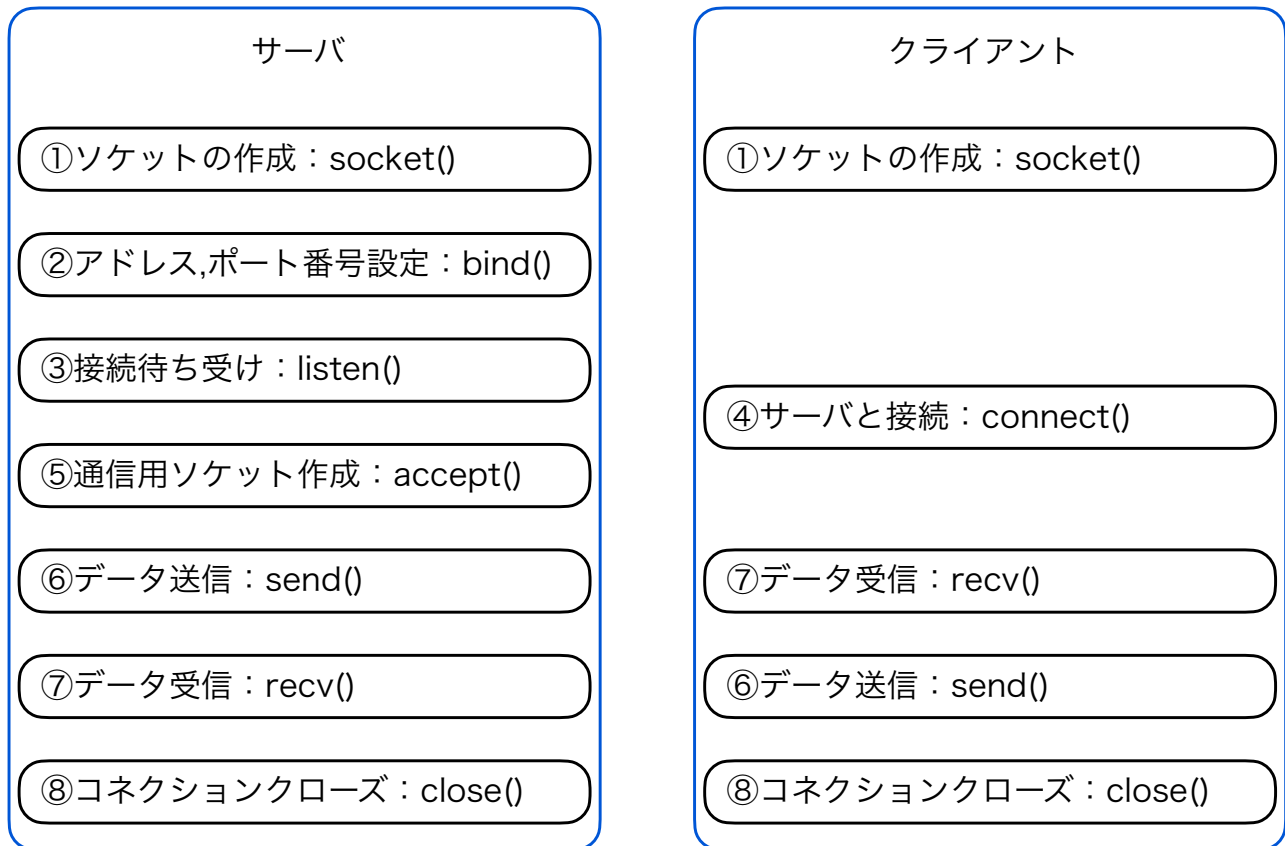 サーバ
①ソケットの作成：socket()
②アドレス,ポート番号設定：bind()
③接続待ち受け：listen()
⑤通信用ソケット作成：accept()
⑥データ送信：send()
⑦データ受信：recv()
⑧コネクションクローズ：close()
クライアント
①ソケットの作成：socket()
④サーバと接続：connect()
⑦データ受信：recv()
⑥データ送信：send()
⑧コネクションクローズ：close()